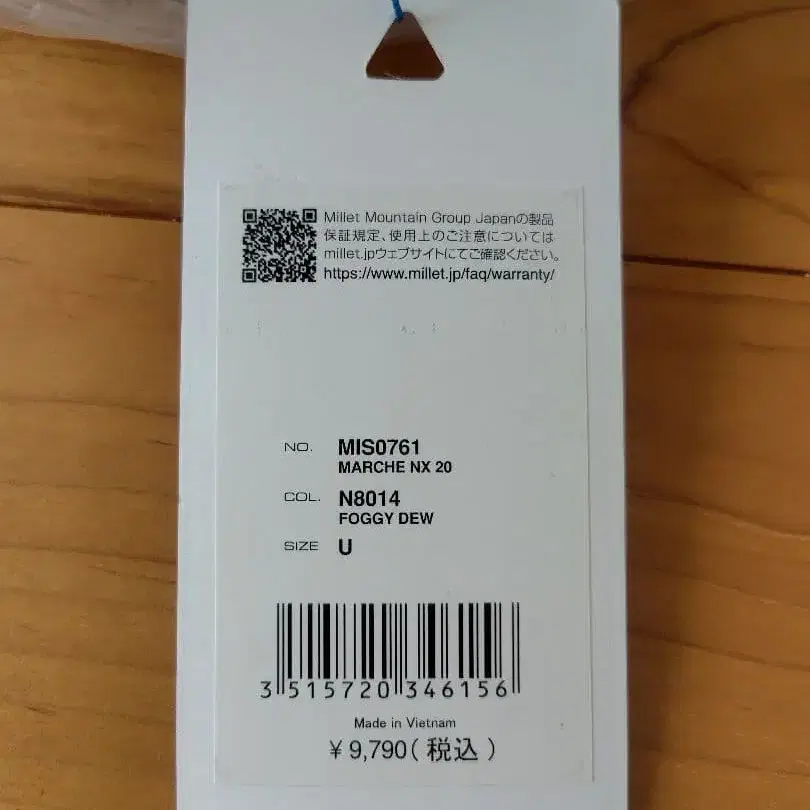 Millet Mountain Group Japanの製品
保証規定、使用上のご注意については
millet.jpウェブサイトにてご確認ください。
https://www.millet.jp/faq/warranty/
NO. MIS0761
MARCHE NX 20
COL. N8014
FOGGY DEW
SIZE U
3 515720 346156
Made in Vietnam
¥9,790(税込)